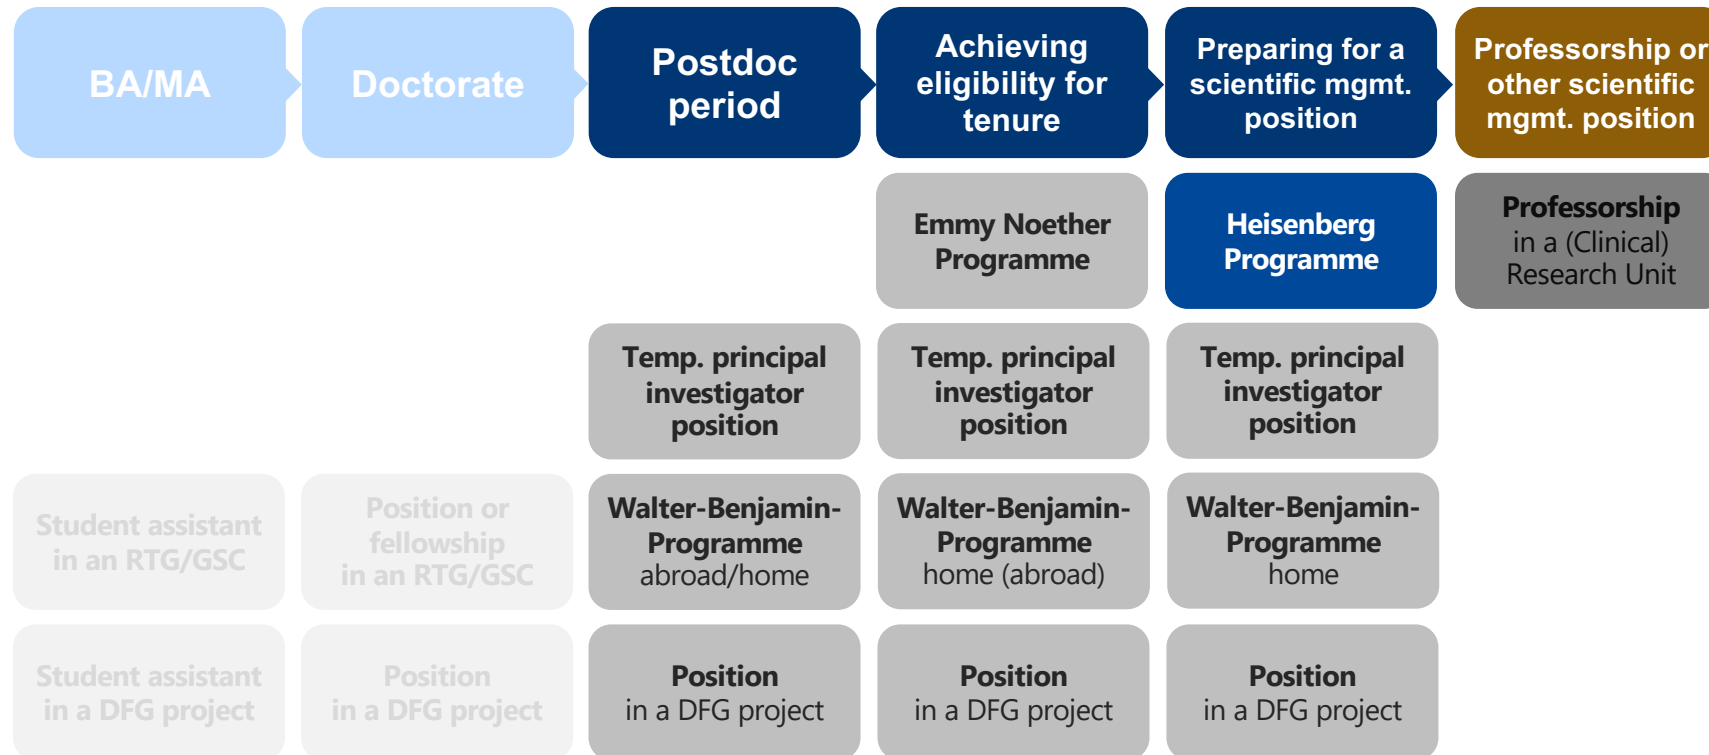 BA/MA
Doctorate
Postdoc
period
Achieving
eligibility for
tenure
Preparing for a
scientific mgmt.
position
Professorship or
other scientific
mgmt. position
Emmy Noether
Programme
Heisenberg
Programme
Professorship
in a (Clinical)
Research Unit
Temp. principal
investigator
position
Temp. principal
investigator
position
Temp. principal
investigator
position
Student assistant
in an RTG/GSC
Position or
fellowship
in an RTG/GSC
Walter-Benjamin-
Programme
abroad/home
Walter-Benjamin-
Programme
home (abroad)
Walter-Benjamin-
Programme
home
Student assistant
in a DFG project
Position
in a DFG project
Position
in a DFG project
Position
in a DFG project
Position
in a DFG project